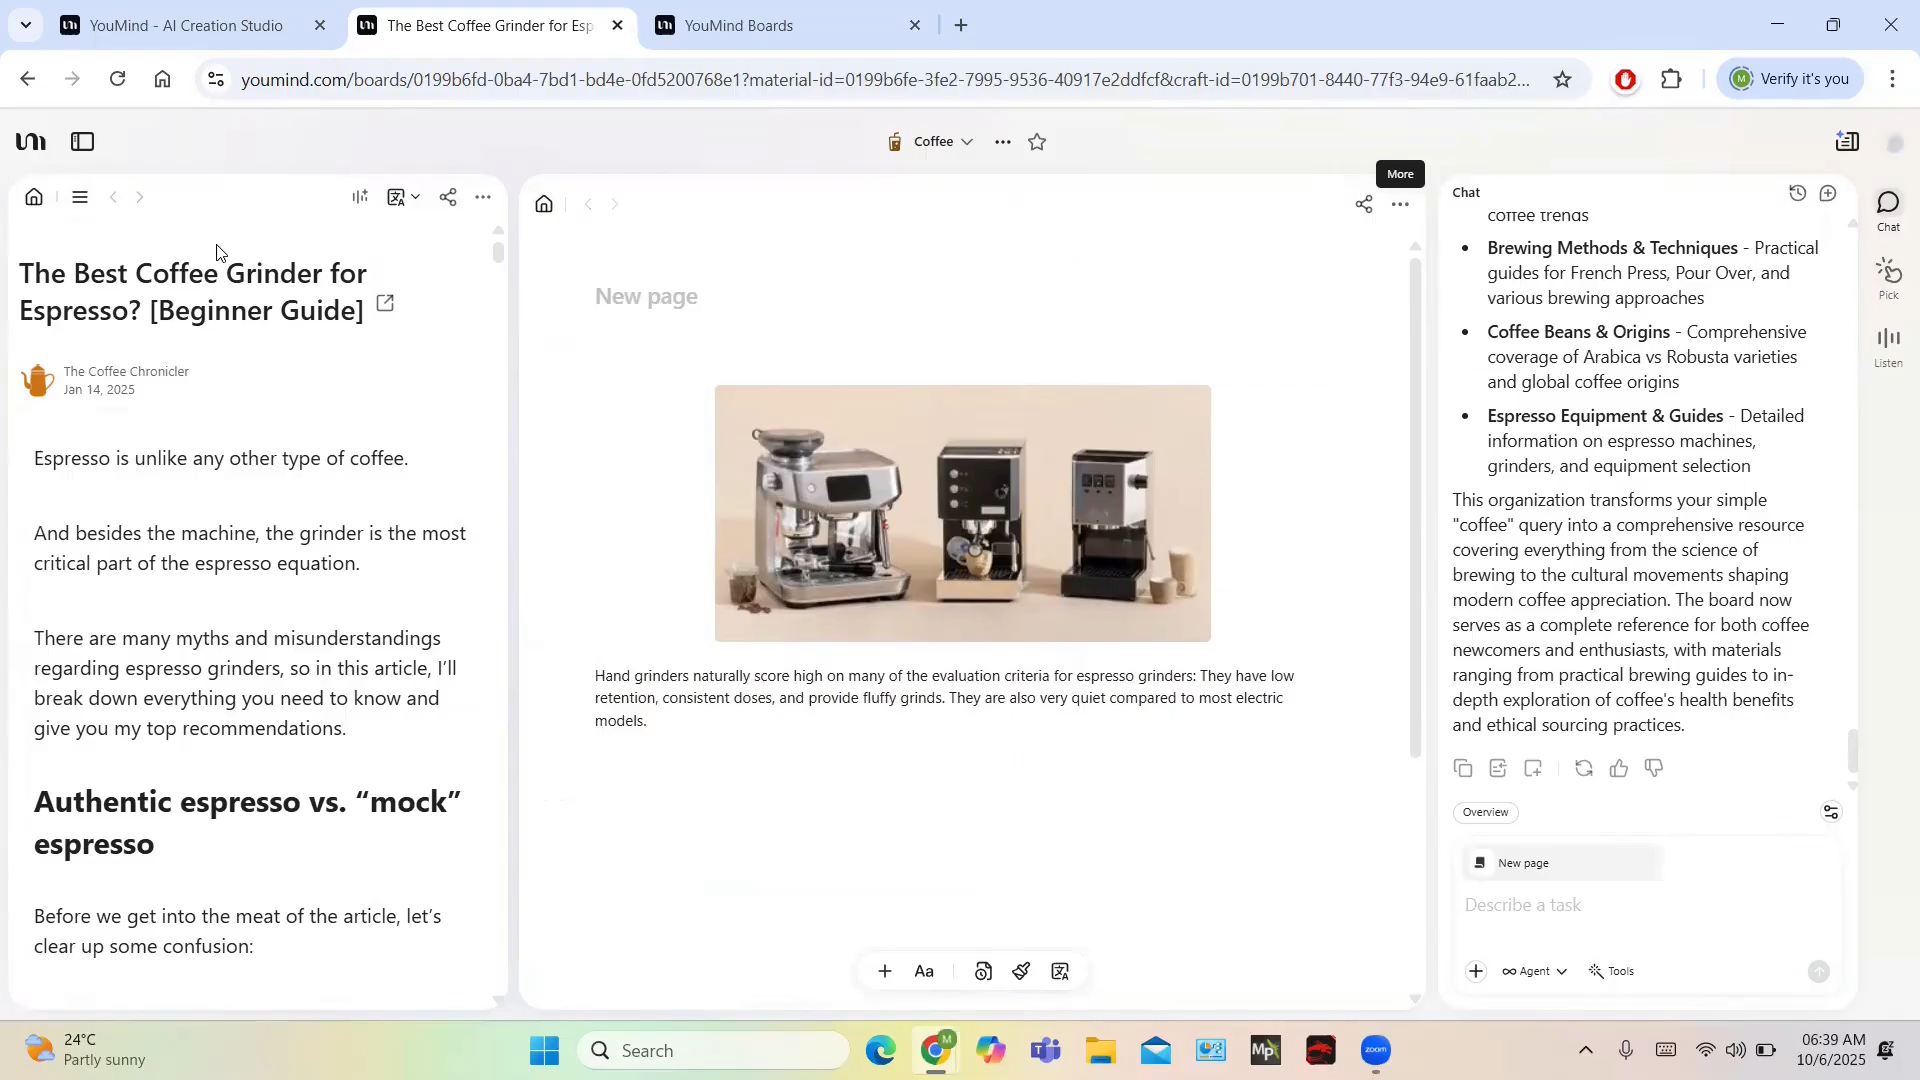 YouMind - AI Creation Studio
The Best Coffee Grinder for Esp
YouMind Boards
youmind.com/boards/0199b6fd-0ba4-7bd1-bd4e-0fd5200768e1?material-id=0199b6fe-3fe2-7995-9536-40917e2ddfcf&craft-id=0199b701-8440-77f3-94e9-61faab2...
Verify it's you
Coffee
More
The Best Coffee Grinder for
Espresso? [Beginner Guide]
The Coffee Chronicler
Jan 14, 2025
Espresso is unlike any other type of coffee.
And besides the machine, the grinder is the most
critical part of the espresso equation.
There are many myths and misunderstandings
regarding espresso grinders, so in this article, I'll
break down everything you need to know and
give you my top recommendations.
Authentic espresso vs. “mock”
espresso
Before we get into the meat of the article, let's
clear up some confusion:
New page
Hand grinders naturally score high on many of the evaluation criteria for espresso grinders: They have low
retention, consistent doses, and provide fluffy grinds. They are also very quiet compared to most electric
models.
Aa
Chat
coffee trends
• Brewing Methods & Techniques - Practical
guides for French Press, Pour Over, and
various brewing approaches
• Coffee Beans & Origins - Comprehensive
coverage of Arabica vs Robusta varieties
and global coffee origins
• Espresso Equipment & Guides - Detailed
information on espresso machines,
grinders, and equipment selection
This organization transforms your simple
"coffee" query into a comprehensive resource
covering everything from the science of
brewing to the cultural movements shaping
modern coffee appreciation. The board now
serves as a complete reference for both coffee
newcomers and enthusiasts, with materials
ranging from practical brewing guides to in-
depth exploration of coffee's health benefits
and ethical sourcing practices.
Overview
New page
Describe a task
Agent
Tools
Chat
Pick
Listen
24°C
Partly sunny
Search
zoom
06:39 AM
10/6/2025